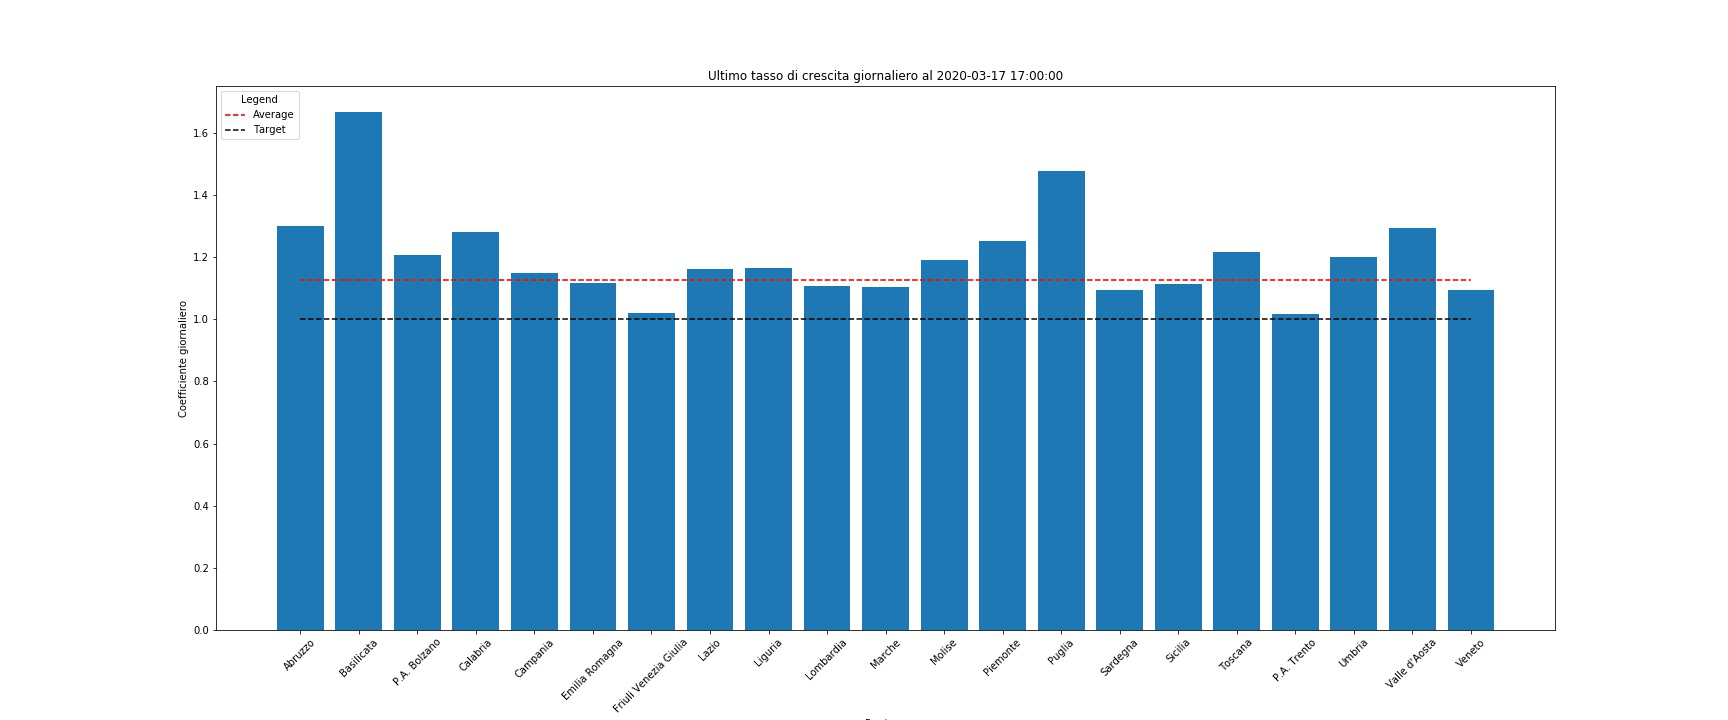 Ultimo tasso di crescita giornaliero al 2020-03-17 17:00:00
Legend
Average
Target
Coefficiente giornaliero
1.6
1.4
1.2
1.0
0.8
0.6
0.4
0.2
0.0
Abruzzo
Basilicata
P.A. Bolzano
Calabria
Campania
Emilia Romagna
Friuli Venezia Giulia
Lazio
Liguria
Lombardia
Marche
Molise
Piemonte
Puglia
Sardegna
Sicilia
Toscana
P.A. Trento
Umbria
Valle d'Aosta
Veneto